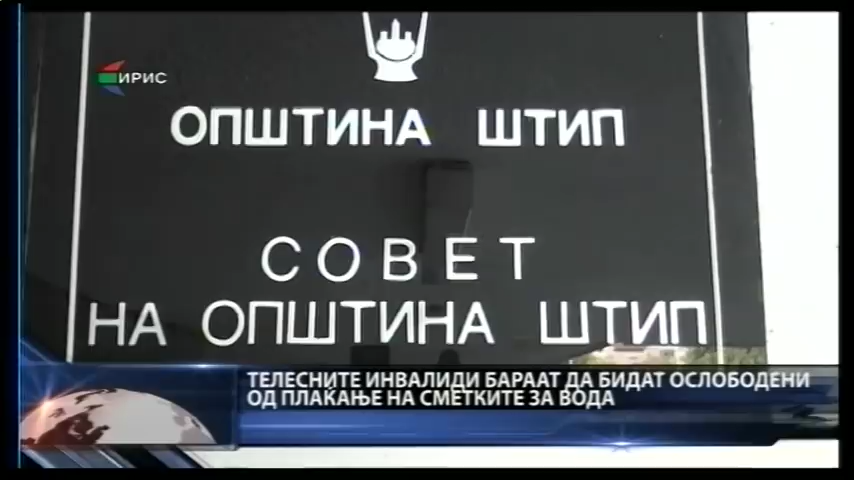 ИРИС
ОПШТИНА ШТИП
СОВЕТ
НА ОПШТИНА ШТИП
ТЕЛЕСНИТЕ ИНВАЛИДИ БАРААТ ДА БИДАТ ОСЛОБОДЕНИ
ОД ПЛАЌАЊЕ НА СМЕТКИТЕ ЗА ВОДА